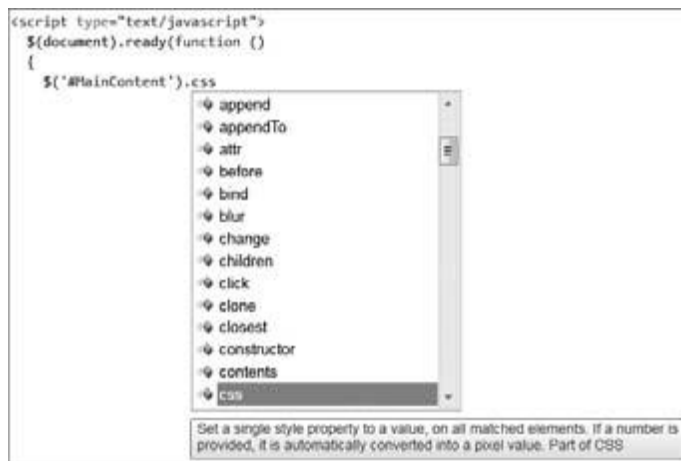 <script type="text/javascript">
$(document).ready(function ()
{
$('#MainContent').css
append
appendTo
attr
before
bind
blur
change
children
click
clone
closest
constructor
contents
css
Set a single style property to a value, on all matched elements. If a number is
provided, it is automatically converted into a pixel value. Part of CSS